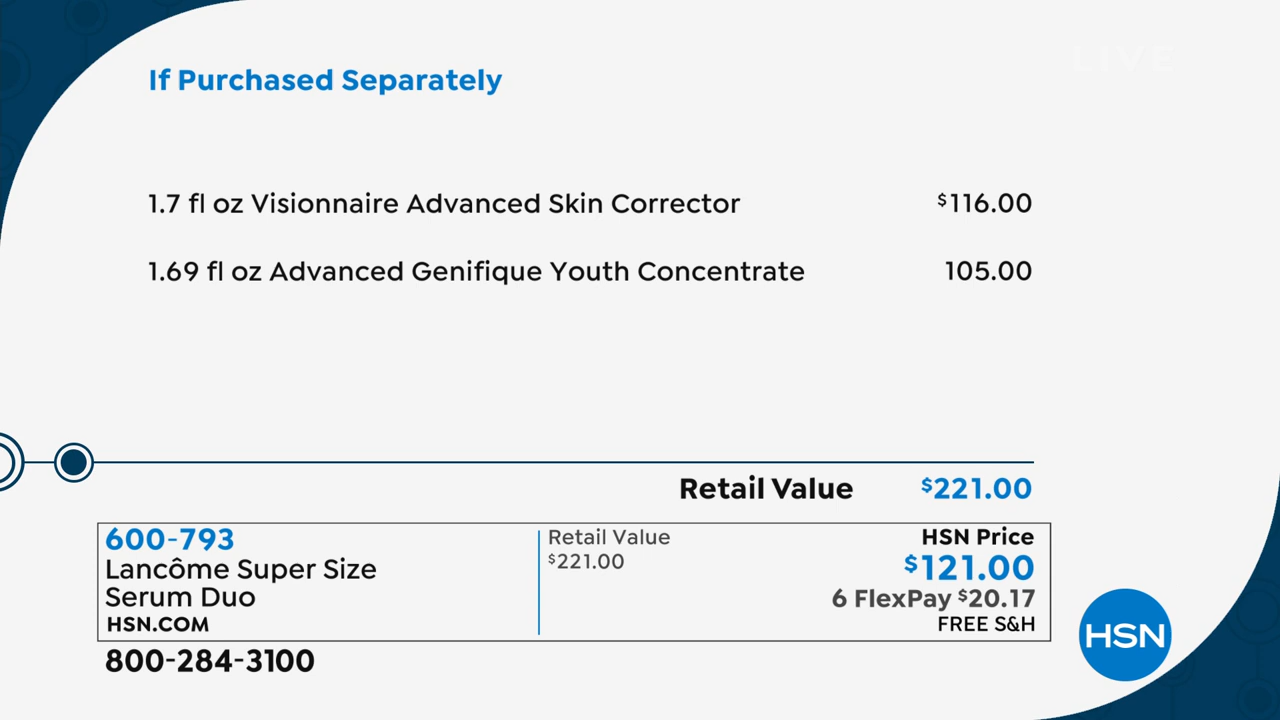 LIVE
If Purchased Separately
1.7 fl oz Visionnaire Advanced Skin Corrector $116.00
1.69 fl oz Advanced Genifique Youth Concentrate 105.00
Retail Value $221.00
600-793
Lancôme Super Size
Serum Duo
HSN.COM
Retail Value
$221.00
HSN Price
$121.00
6 FlexPay $20.17
FREE S&H
800-284-3100
HSN